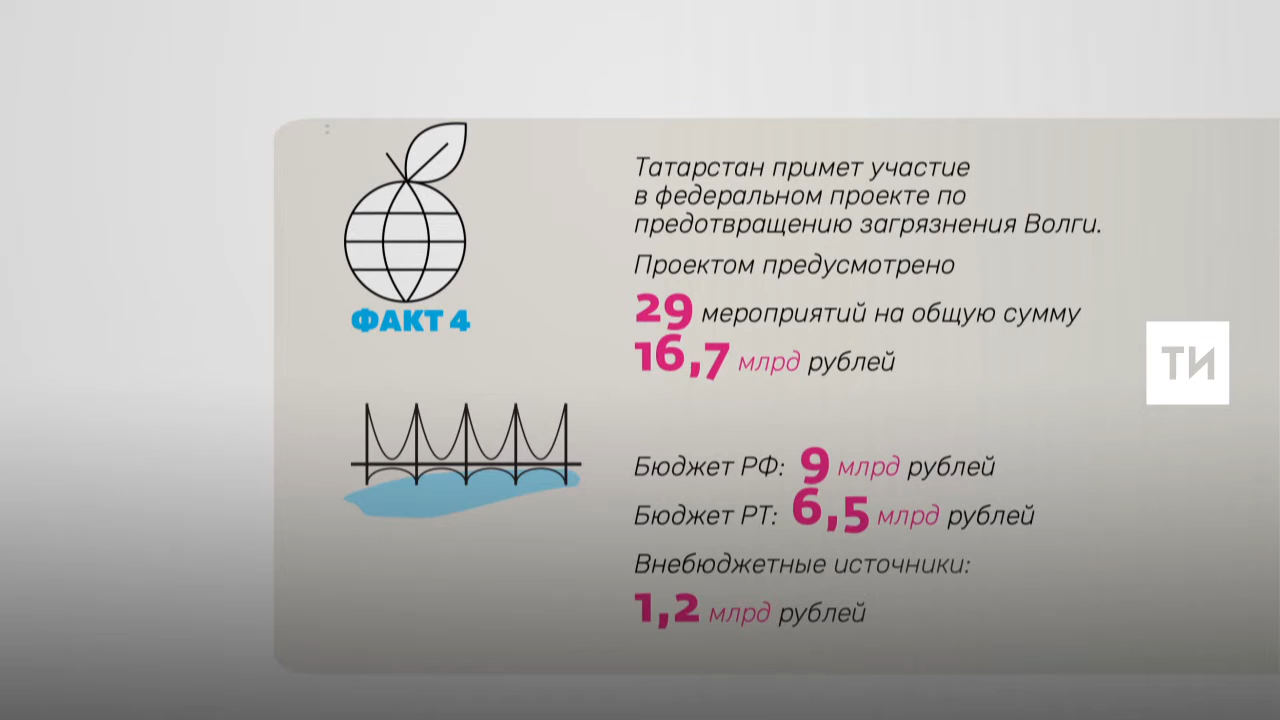 ФАКТ 4
Татарстан примет участие
в федеральном проекте по
предотвращению загрязнения Волги.
Проектом предусмотрено
29 мероприятий на общую сумму
16,7 млрд рублей
ТИ
Бюджет РФ: 9 млрд рублей
Бюджет РТ: 6,5 млрд рублей
Внебюджетные источники:
1,2 млрд рублей